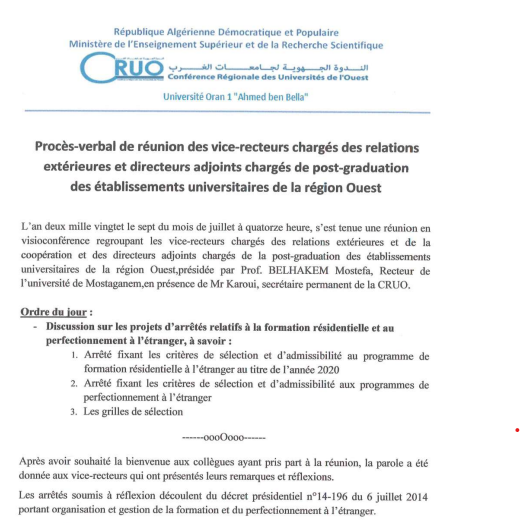 République Algérienne Démocratique et Populaire
Ministère de l'Enseignement Supérieur et de la Recherche Scientifique
CRUO
النــدوة الجـــهويــة لجـامعـــــات الغـــرب
Conférence Régionale des Universités de l'Ouest
Université Oran 1 "Ahmed ben Bella"
Procès-verbal de réunion des vice-recteurs chargés des relations
extérieures et directeurs adjoints chargés de post-graduation
des établissements universitaires de la région Ouest
L'an deux mille vingtet le sept du mois de juillet à quatorze heure, s'est tenue une réunion en
visioconférence regroupant les vice-recteurs chargés des relations extérieures et de la
coopération et des directeurs adjoints chargés de la post-graduation des établissements
universitaires de la région Ouest,présidée par Prof. BELHAKEM Mostefa, Recteur de
l'université de Mostaganem,en présence de Mr Karoui, secrétaire permanent de la CRUO.
Ordre du jour :
- Discussion sur les projets d'arrêtés relatifs à la formation résidentielle et au
perfectionnement à l'étranger, à savoir :
1. Arrêté fixant les critères de sélection et d'admissibilité au programme de
formation résidentielle à l'étranger au titre de l'année 2020
2. Arrêté fixant les critères de sélection et d'admissibilité aux programmes de
perfectionnement à l'étranger
3. Les grilles de sélection
------oooOooo------
Après avoir souhaité la bienvenue aux collègues ayant pris part à la réunion, la parole a été
donnée aux vice-recteurs qui ont présentés leurs remarques et réflexions.
Les arrêtés soumis à réflexion découlent du décret présidentiel n°14-196 du 6 juillet 2014
portant organisation et gestion de la formation et du perfectionnement à l'étranger.